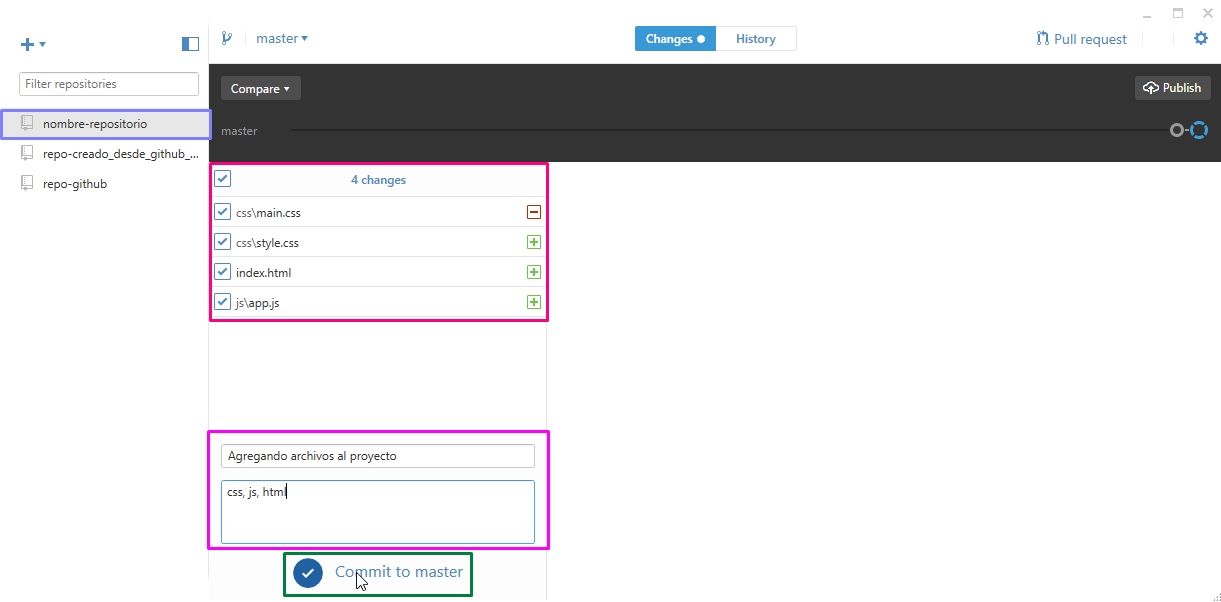 master
Changes
History
Pull request
Filter repositories
Compare
Publish
nombre-repositorio
master
repo-creado_desde_github_...
repo-github
4 changes
css\main.css
css\style.css
index.html
js\app.js
Agregando archivos al proyecto
css, js, html
Commit to master